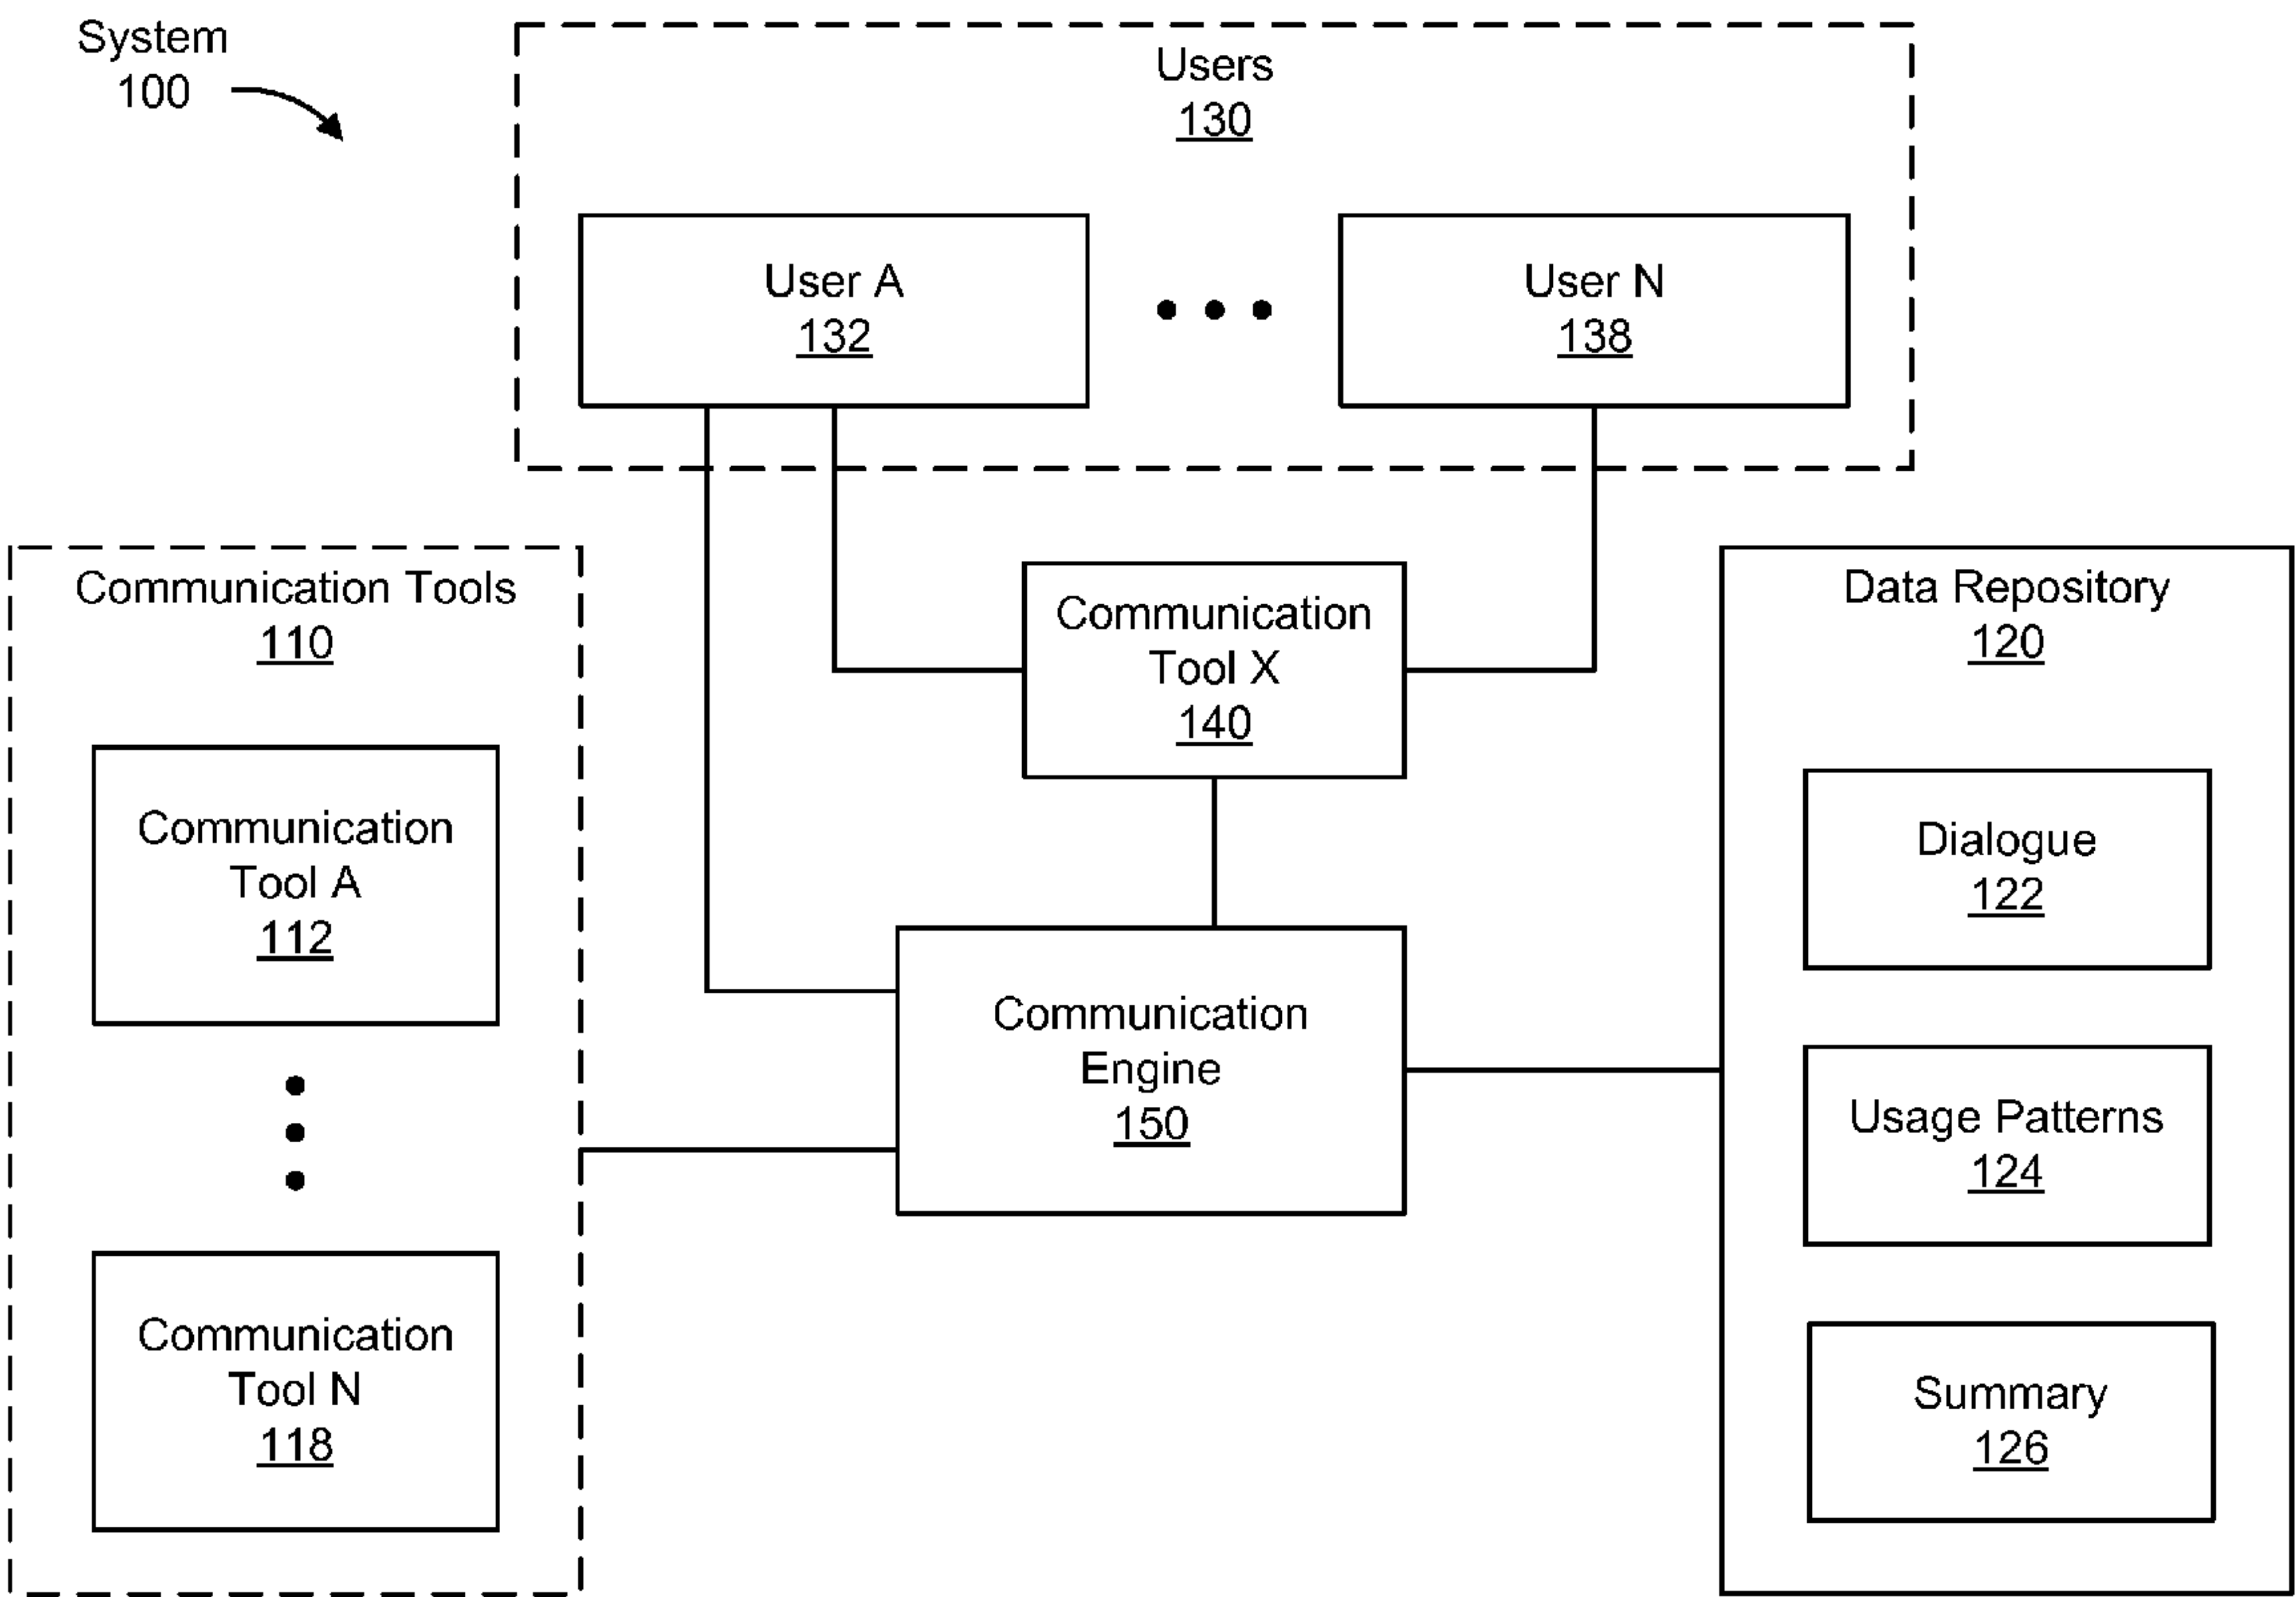 System
100
Users
130
User A
132
User N
138
Communication Tools
110
Communication
Tool A
112
Communication
Tool N
118
Communication
Tool X
140
Communication
Engine
150
Data Repository
120
Dialogue
122
Usage Patterns
124
Summary
126